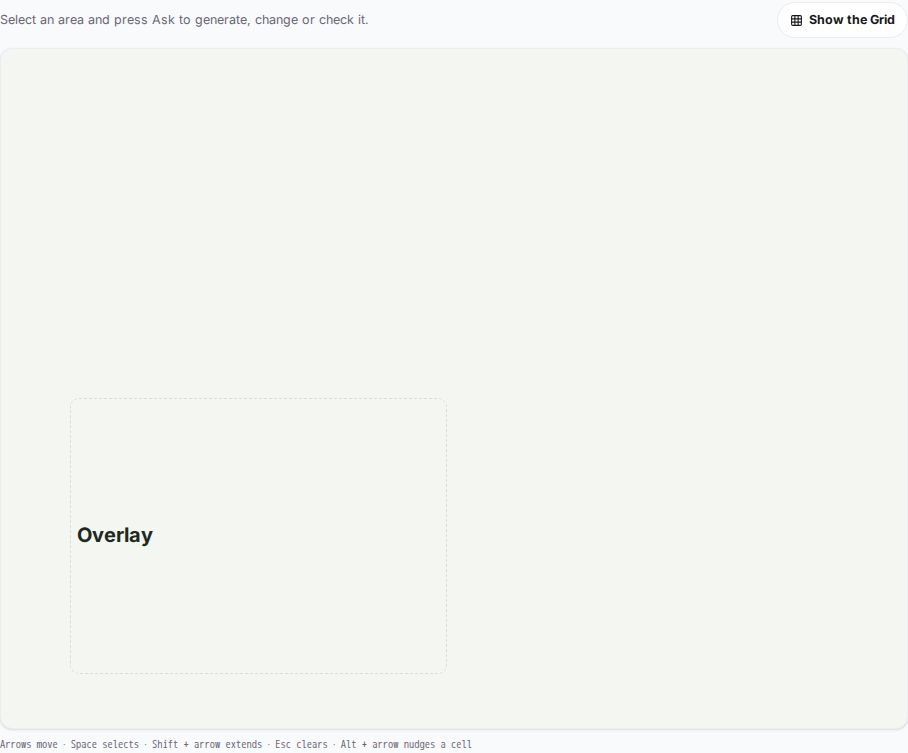 Select an area and press Ask to generate, change or check it.
Show the Grid
Overlay
Arrows move · Space selects · Shift + arrow extends · Esc clears · Alt + arrow nudges a cell